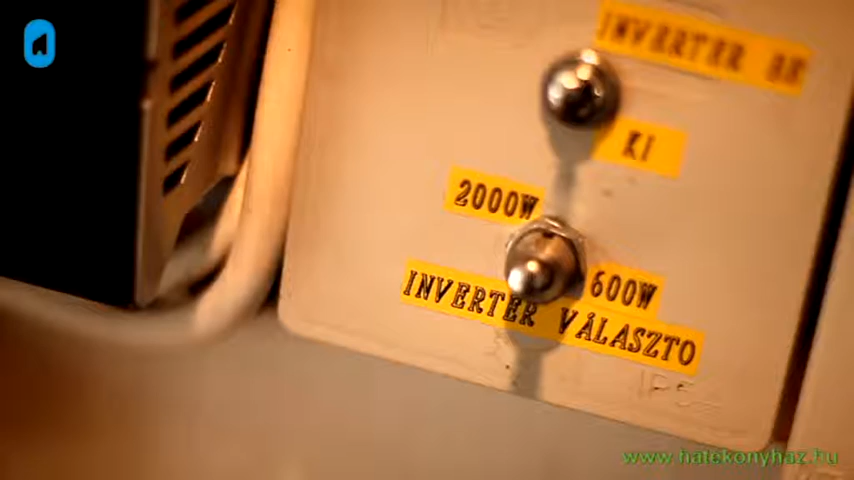 INVERTER BE
KI
2000W
600W
INVERTER VÁLASZTO
www.hatekonyhaz.hu